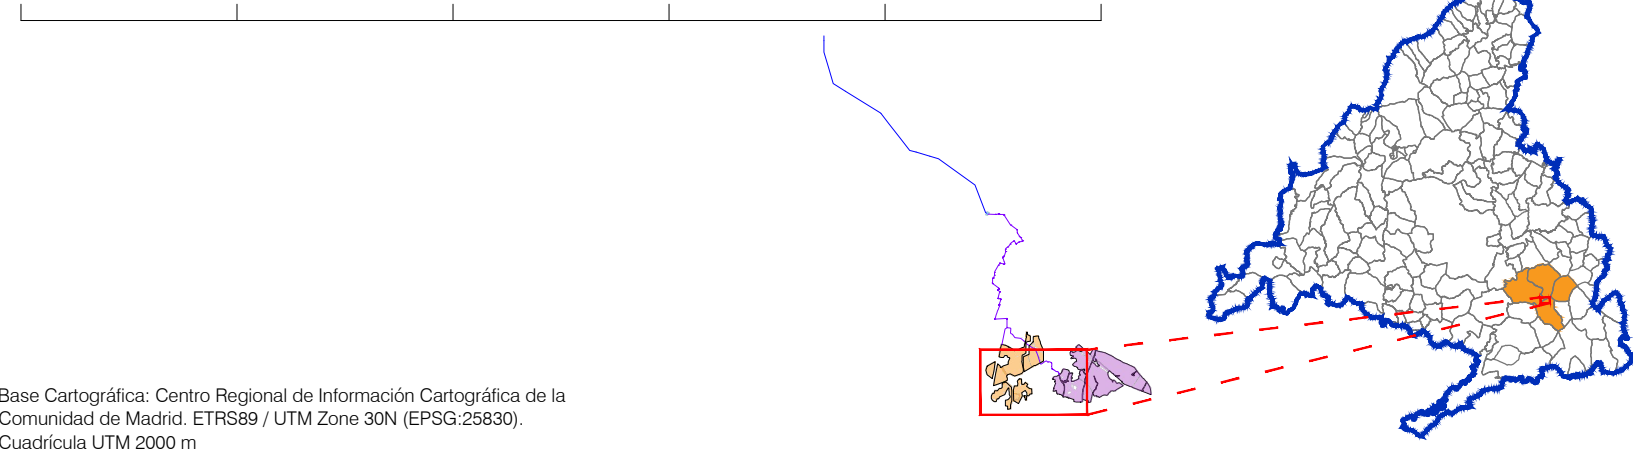 Base Cartográfica: Centro Regional de Información Cartográfica de la
Comunidad de Madrid. ETRS89 / UTM Zone 30N (EPSG:25830).
Cuadrícula UTM 2000 m